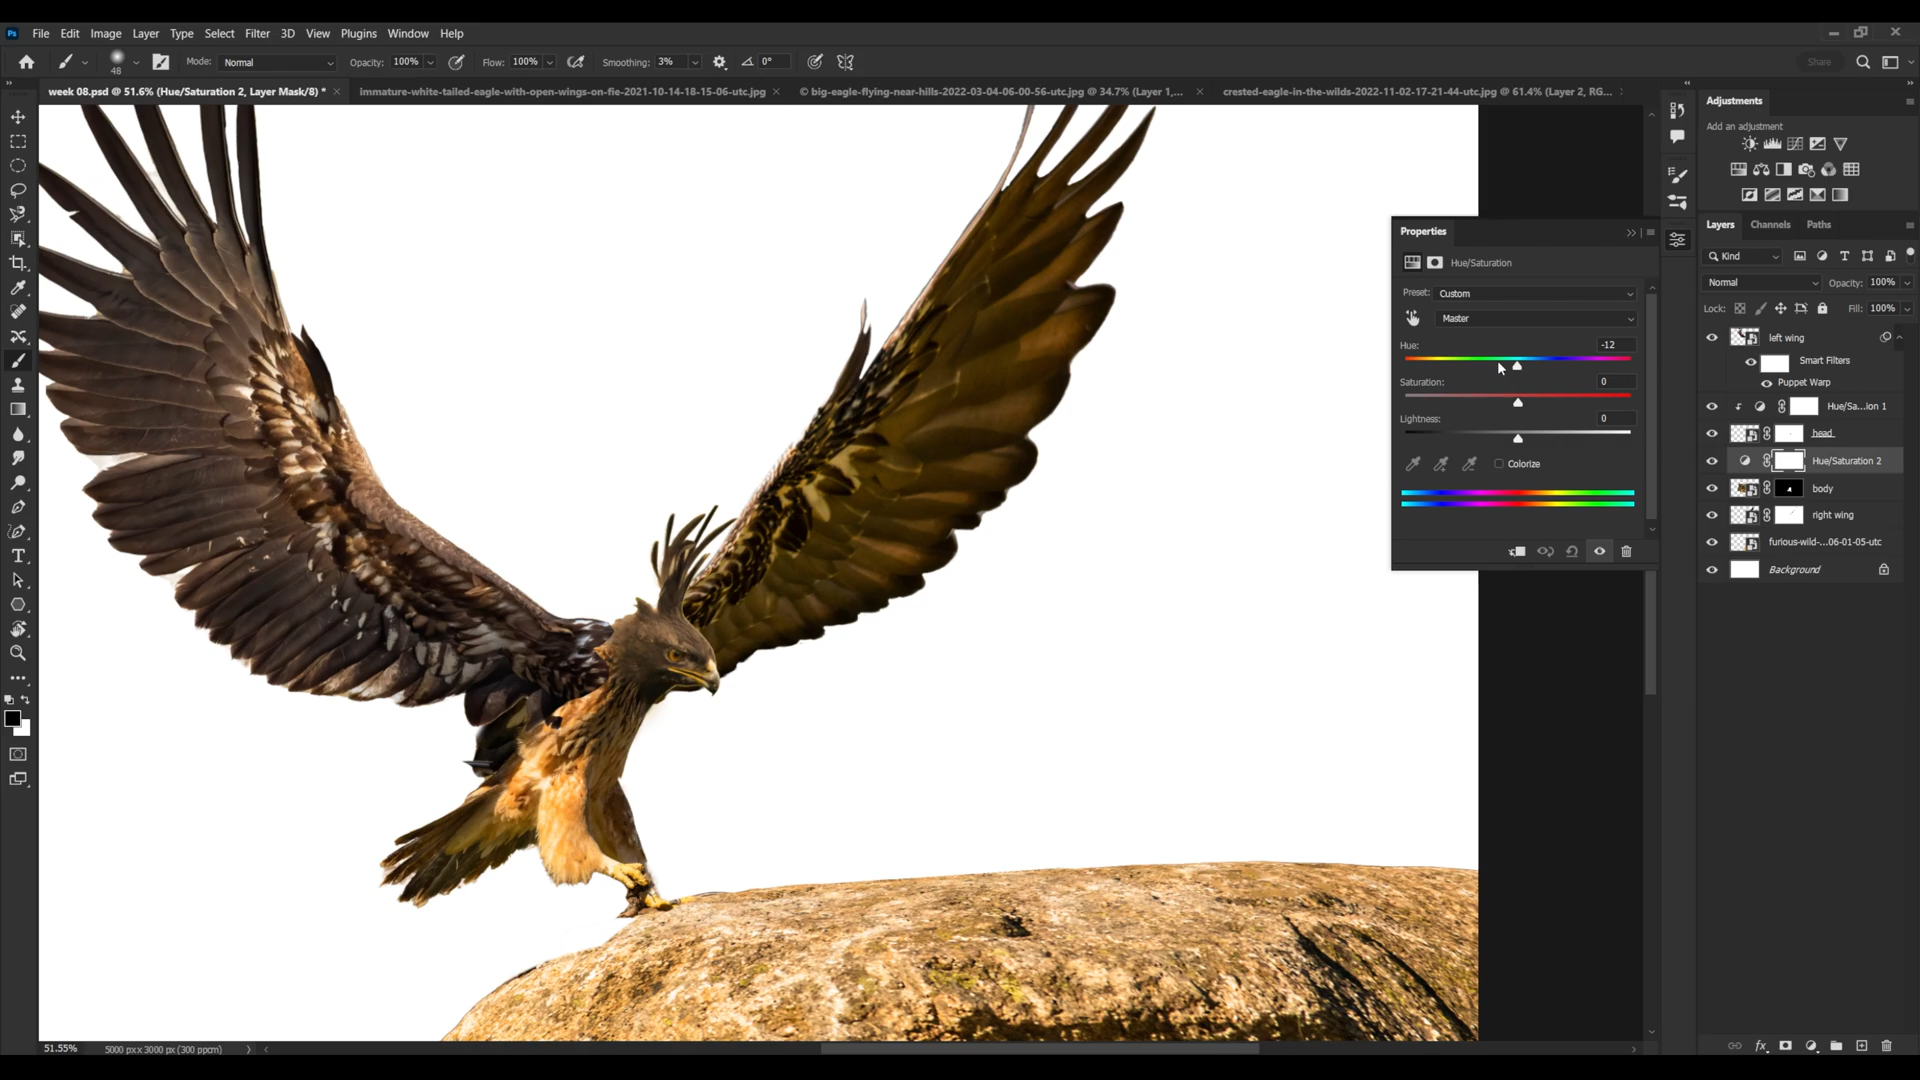 Ps File Edit Image Layer Type Select Filter 3D View Plugins Window Help
48 Mode: Normal Opacity: 100% Flow: 100% Smoothing: 3% 0° Share
week 08.psd @ 51.6% (Hue/Saturation 2, Layer Mask/8) * × immature-white-tailed-eagle-with-open-wings-on-fie-2021-10-14-18-15-06-utc.jpg × © big-eagle-flying-near-hills-2022-03-04-06-00-56-utc.jpg @ 34.7% (Layer 1,... × crested-eagle-in-the-wilds-2022-11-02-17-21-44-utc.jpg @ 61.4% (Layer 2, RG...
Adjustments
Add an adjustment
Layers Channels Paths
Kind
Normal Opacity: 100%
Lock: Fill: 100%
left wing
Smart Filters
Puppet Warp
Hue/Sa...ion 1
head
Hue/Saturation 2
body
right wing
furious-wild-...06-01-05-utc
Background
Properties
Hue/Saturation
Preset: Custom
Master
Hue: -12
Saturation: 0
Lightness: 0
Colorize
51.55% 5000 px x 3000 px (300 ppcm)
fx